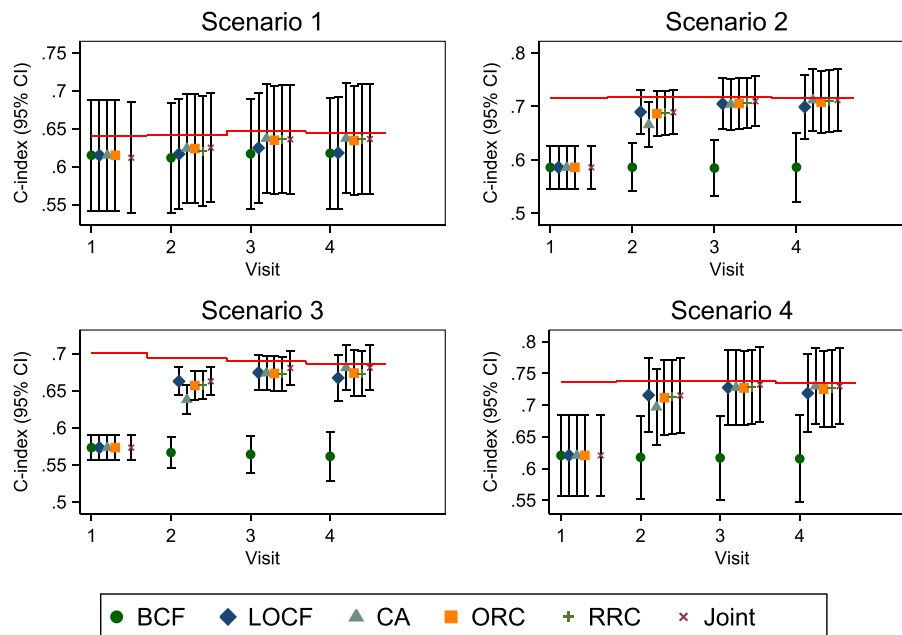 Scenario 1
C-index (95% CI)
.75
.7
.65
.6
.55
1 2 3 4
Visit
Scenario 2
C-index (95% CI)
.8
.7
.6
.5
1 2 3 4
Visit
Scenario 3
C-index (95% CI)
.7
.65
.6
.55
.5
1 2 3 4
Visit
Scenario 4
C-index (95% CI)
.8
.75
.7
.65
.6
.55
1 2 3 4
Visit
BCF LOCF CA ORC RRC Joint